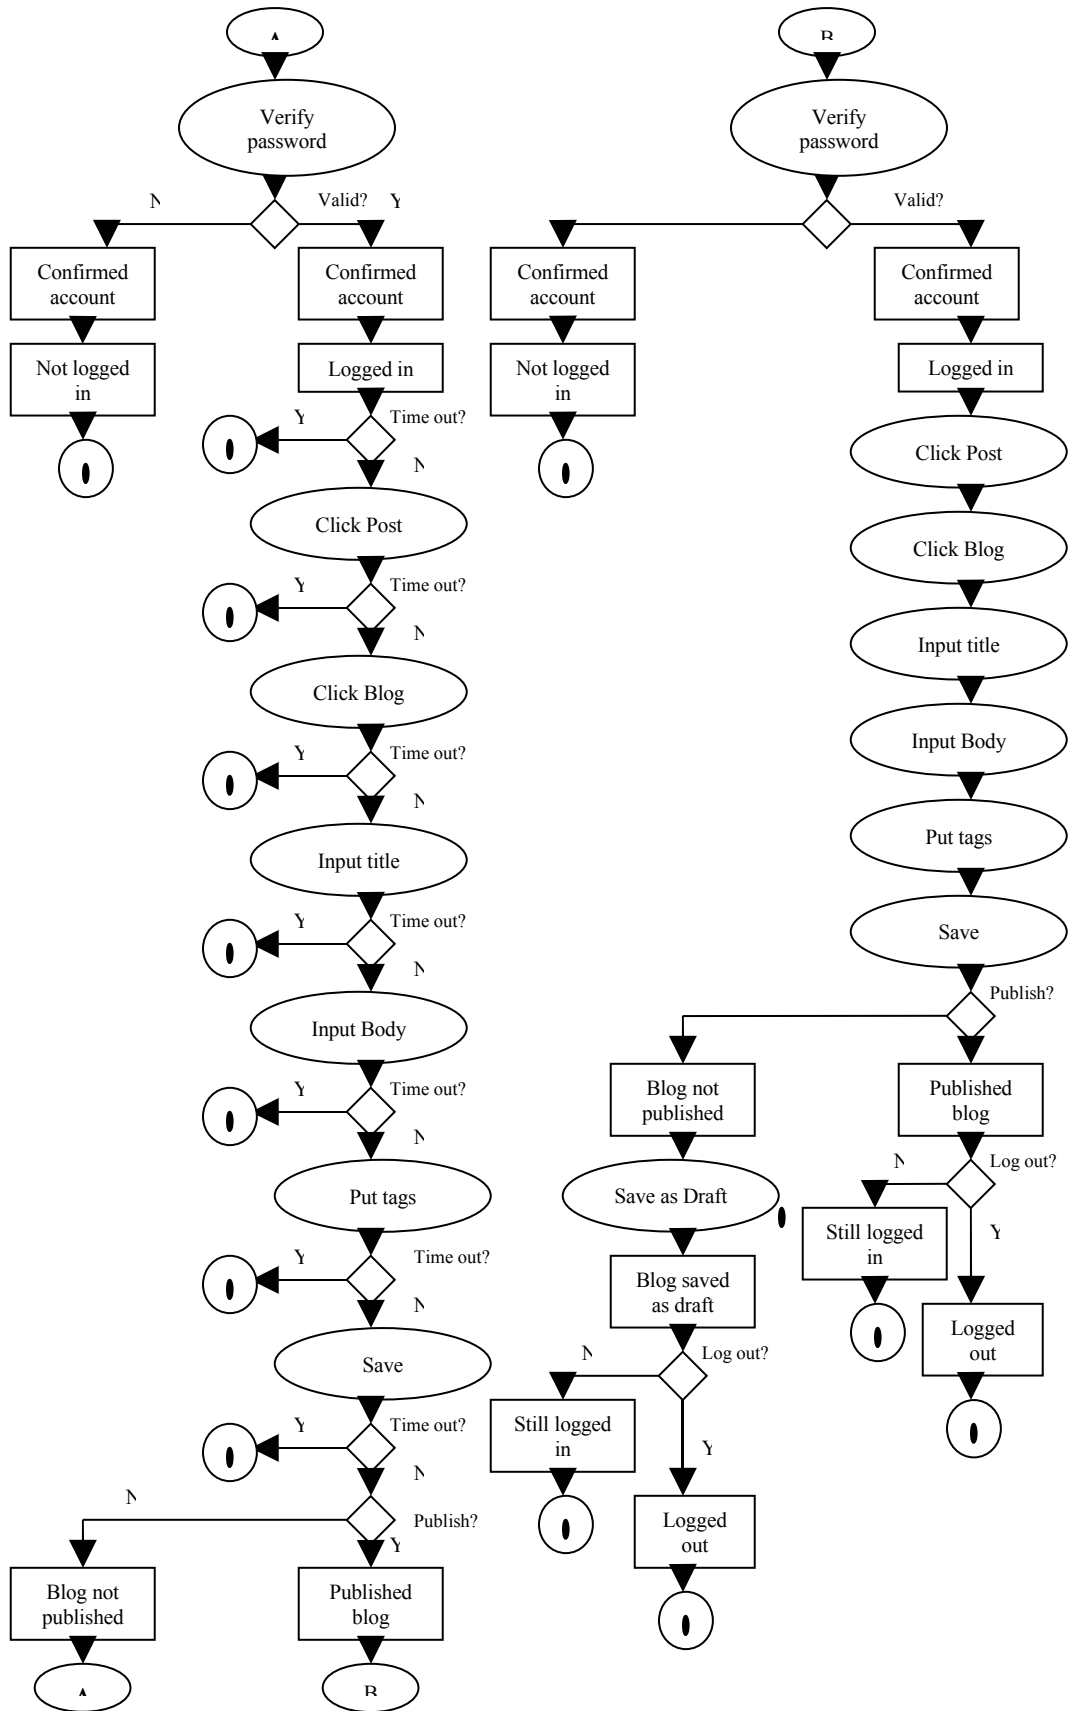 A
Verify
password
N
Valid?
Y
Confirmed
account
Confirmed
account
Not logged
in
Logged in
Y
Time out?
N
Click Post
Y
Time out?
N
Click Blog
Y
Time out?
N
Input title
Y
Time out?
N
Input Body
Y
Time out?
N
Put tags
Y
Time out?
N
Save
Y
Time out?
N
N
Publish?
Y
Blog not
published
Published
blog
A
B
B
Verify
password
Valid?
Confirmed
account
Confirmed
account
Not logged
in
Logged in
Click Post
Click Blog
Input title
Input Body
Put tags
Save
Publish?
Blog not
published
Published
blog
Save as Draft
N
Log out?
Still logged
in
Y
Blog saved
as draft
Logged
out
N
Log out?
Still logged
in
Y
Logged
out